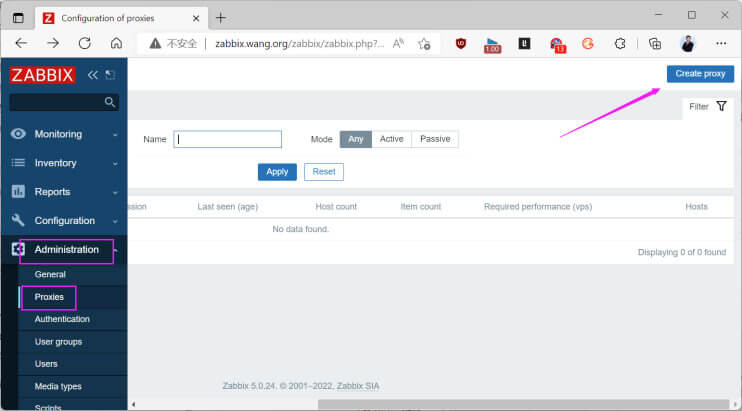 Configuration of proxies
不安全
zabbix.wang.org/zabbix/zabbix.php?...
1.00
13
ZABBIX
Create proxy
Filter
Monitoring
Inventory
Reports
Configuration
Administration
General
Proxies
Authentication
User groups
Users
Media types
Scripts
Name
Mode Any Active Passive
Apply Reset
ssion Last seen (age) Host count Item count Required performance (vps) Hosts
No data found.
Displaying 0 of 0 found
Zabbix 5.0.24. © 2001–2022, Zabbix SIA